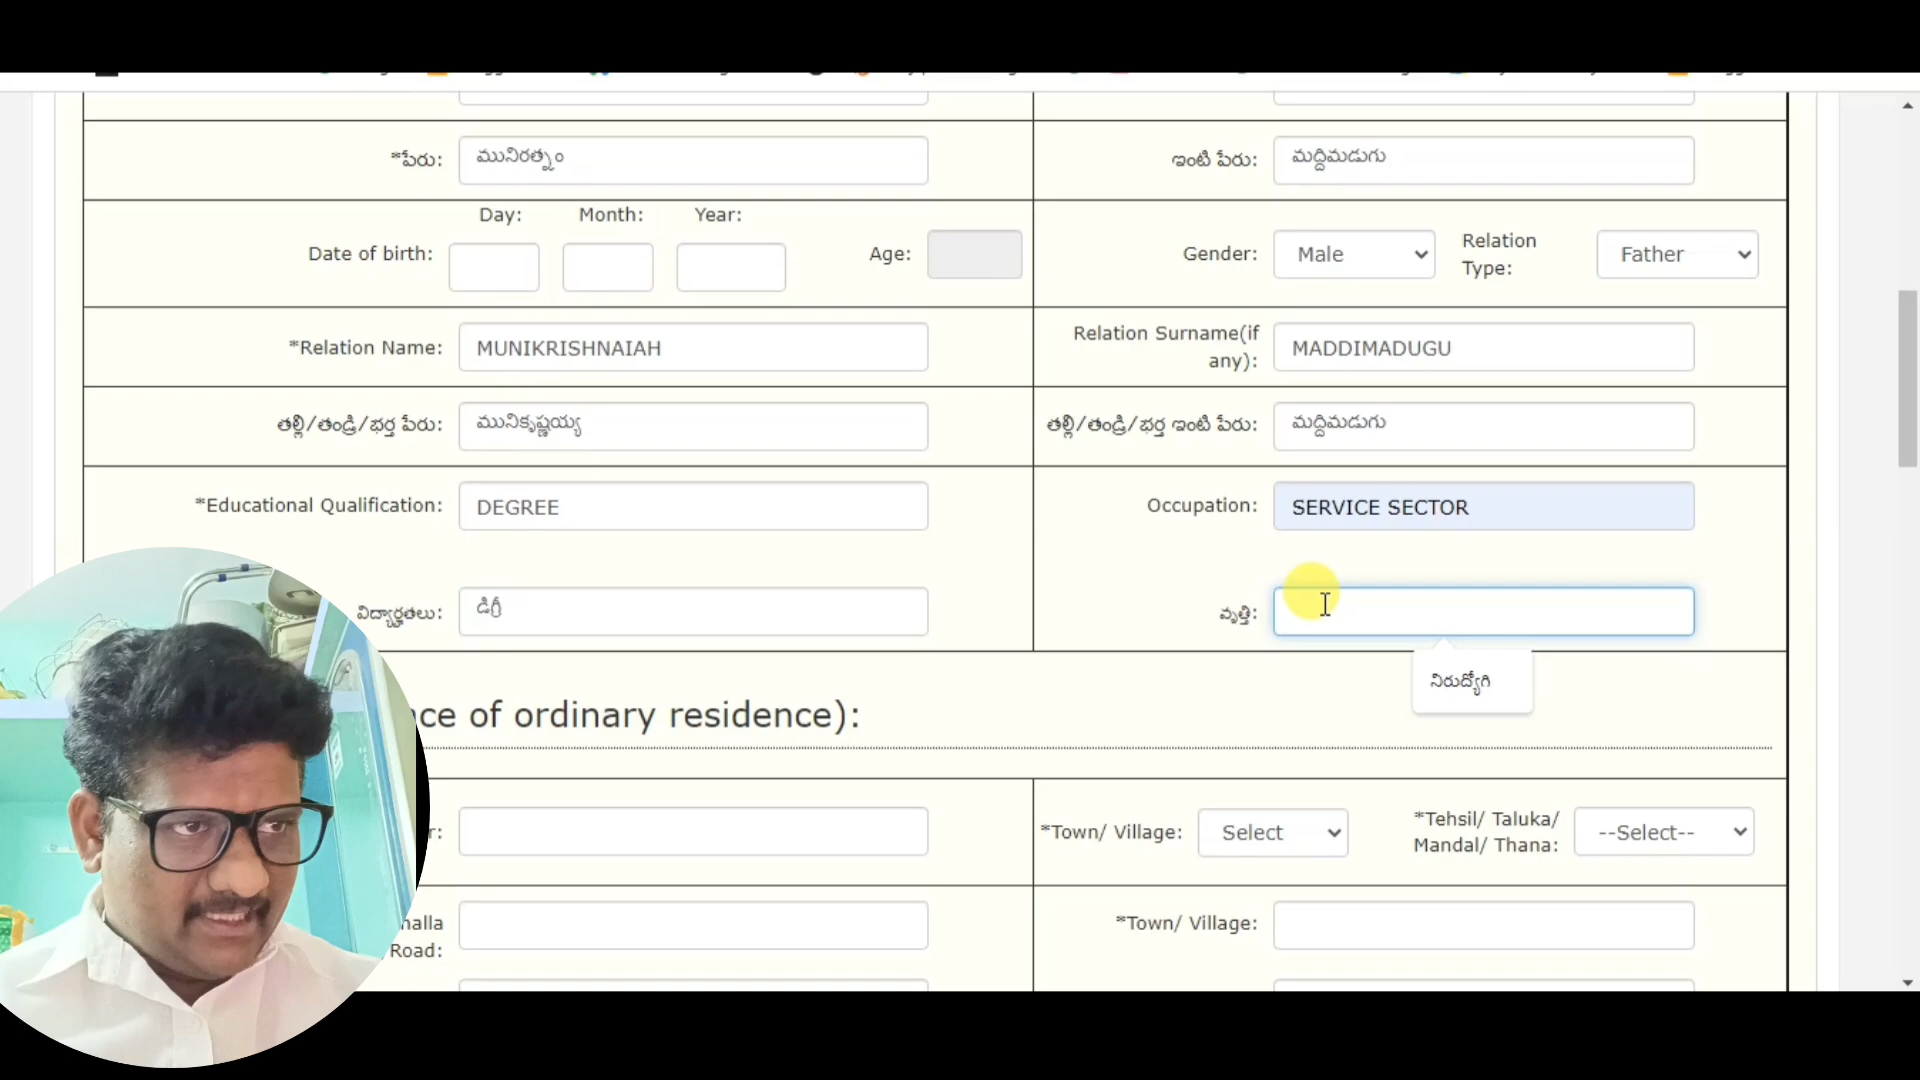 *పేరు: మునిరత్నం ఇంటి పేరు: మద్దిమడుగు
Day: Month: Year:
Date of birth: Age: Gender: Male Relation Type: Father
*Relation Name: MUNIKRISHNAIAH Relation Surname(if any): MADDIMADUGU
తల్లి/తండ్రి/భర్త పేరు: మునికృష్ణయ్య తల్లి/తండ్రి/భర్త ఇంటి పేరు: మద్దిమడుగు
*Educational Qualification: DEGREE Occupation: SERVICE SECTOR
విద్యార్హతలు: డిగ్రీ వృత్తి:
నిరుద్యోగి
of ordinary residence):
*Town/ Village: Select *Tehsil/ Taluka/ Mandal/ Thana: --Select--
Road: *Town/ Village: